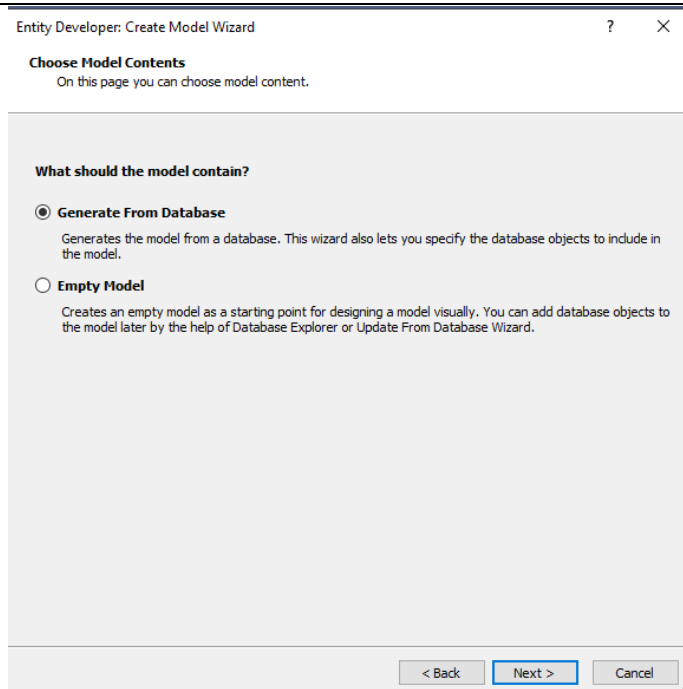 Entity Developer: Create Model Wizard ? ×
Choose Model Contents
On this page you can choose model content.
What should the model contain?
Generate From Database
Generates the model from a database. This wizard also lets you specify the database objects to include in
the model.
Empty Model
Creates an empty model as a starting point for designing a model visually. You can add database objects to
the model later by the help of Database Explorer or Update From Database Wizard.
< Back Next > Cancel